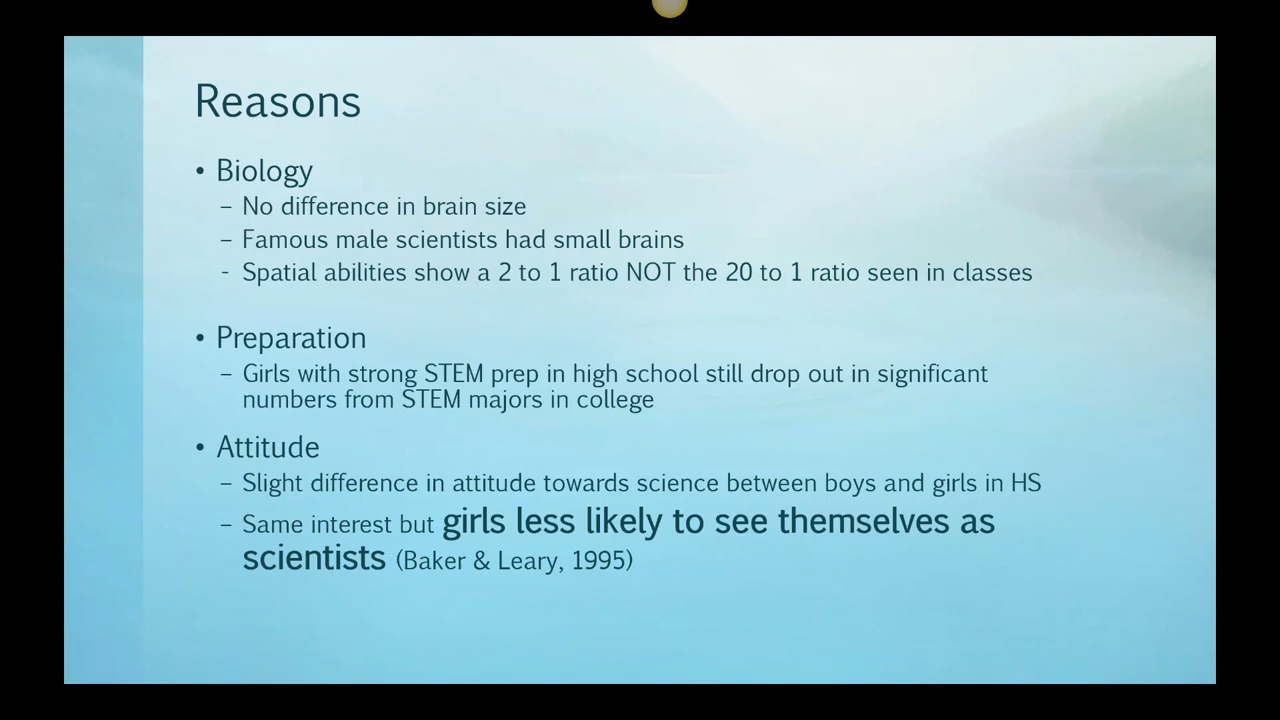 Reasons
• Biology
– No difference in brain size
– Famous male scientists had small brains
- Spatial abilities show a 2 to 1 ratio NOT the 20 to 1 ratio seen in classes
• Preparation
– Girls with strong STEM prep in high school still drop out in significant
numbers from STEM majors in college
• Attitude
– Slight difference in attitude towards science between boys and girls in HS
– Same interest but girls less likely to see themselves as
scientists (Baker & Leary, 1995)